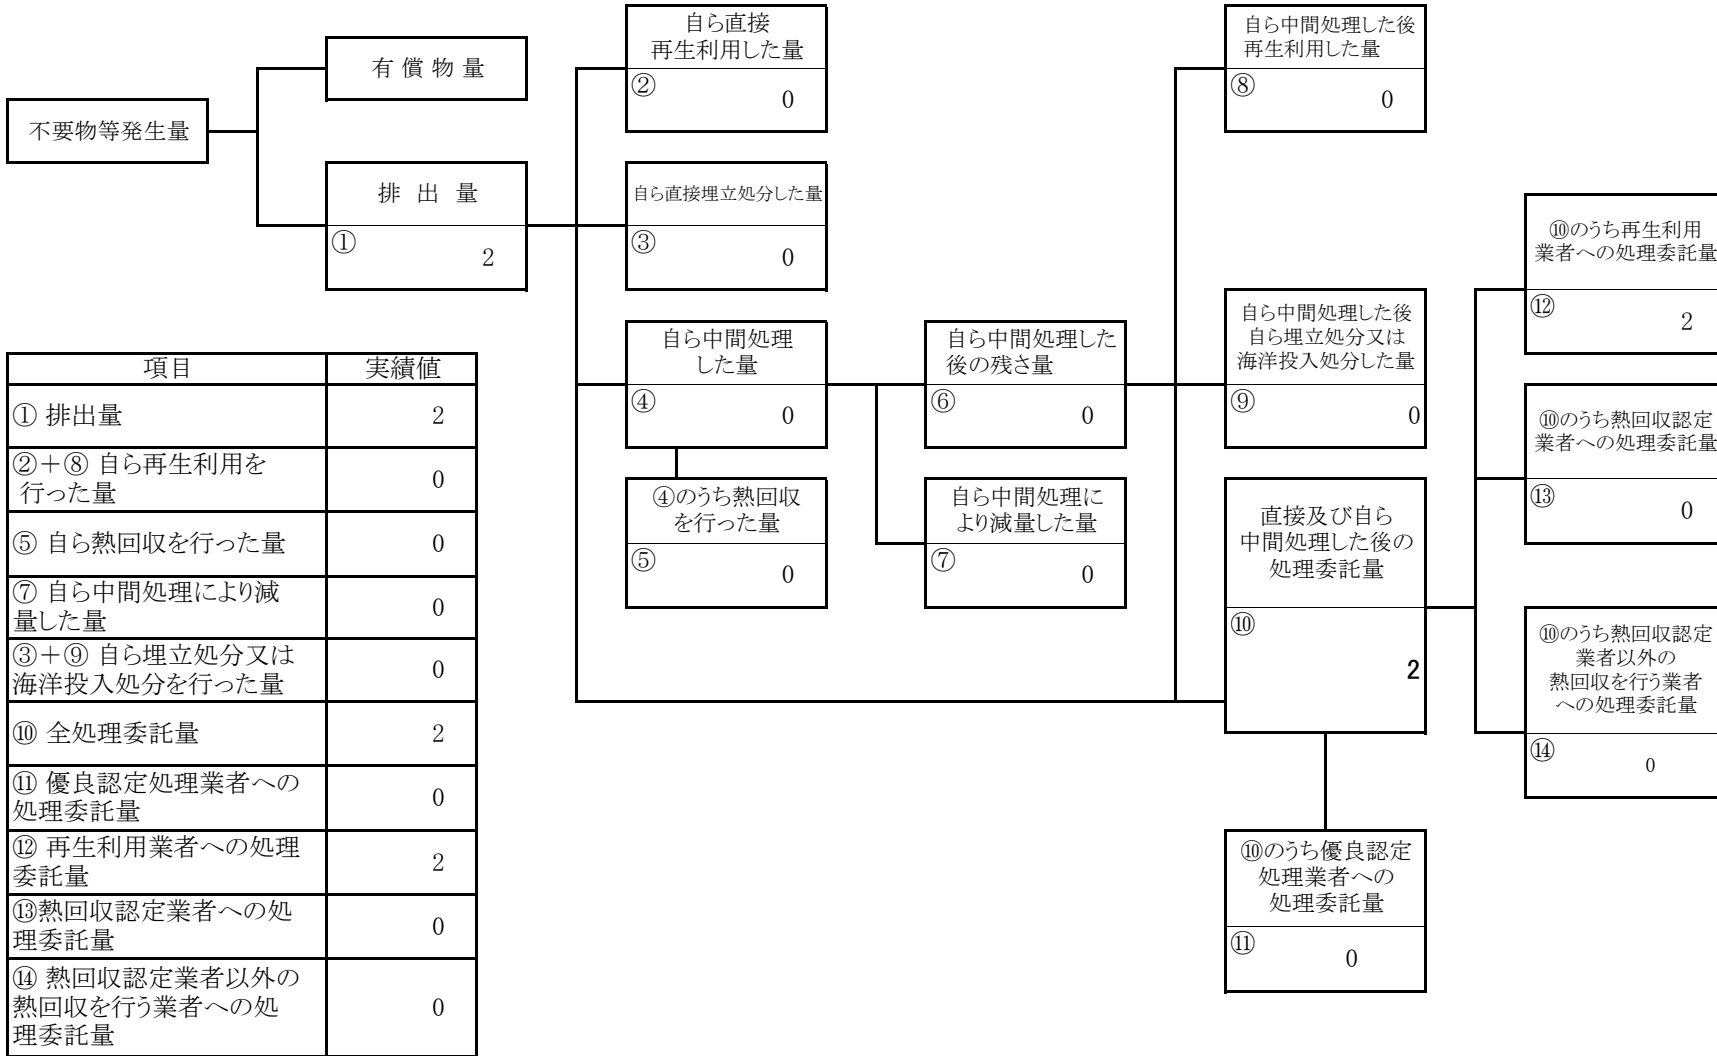 不要物等発生量
有償物量
排出量
①
2
自ら直接
再生利用した量
②
0
自ら直接埋立処分した量
③
0
自ら中間処理
した量
④
0
④のうち熱回収
を行った量
⑤
0
自ら中間処理した
後の残さ量
⑥
0
自ら中間処理に
より減量した量
⑦
0
自ら中間処理した後
再生利用した量
⑧
0
自ら中間処理した後
自ら埋立処分又は
海洋投入処分した量
⑨
0
直接及び自ら
中間処理した後の
処理委託量
⑩
2
⑩のうち優良認定
処理業者への
処理委託量
⑪
0
⑩のうち再生利用
業者への処理委託量
⑫
2
⑩のうち熱回収認定
業者への処理委託量
⑬
0
⑩のうち熱回収認定
業者以外の
熱回収を行う業者
への処理委託量
⑭
0
項目 実績値
① 排出量 2
②+⑧ 自ら再生利用を
行った量 0
⑤ 自ら熱回収を行った量 0
⑦ 自ら中間処理により減
量した量 0
③+⑨ 自ら埋立処分又は
海洋投入処分を行った量 0
⑩ 全処理委託量 2
⑪ 優良認定処理業者への
処理委託量 0
⑫ 再生利用業者への処理
委託量 2
⑬熱回収認定業者への処
理委託量 0
⑭ 熱回収認定業者以外の
熱回収を行う業者への処
理委託量 0